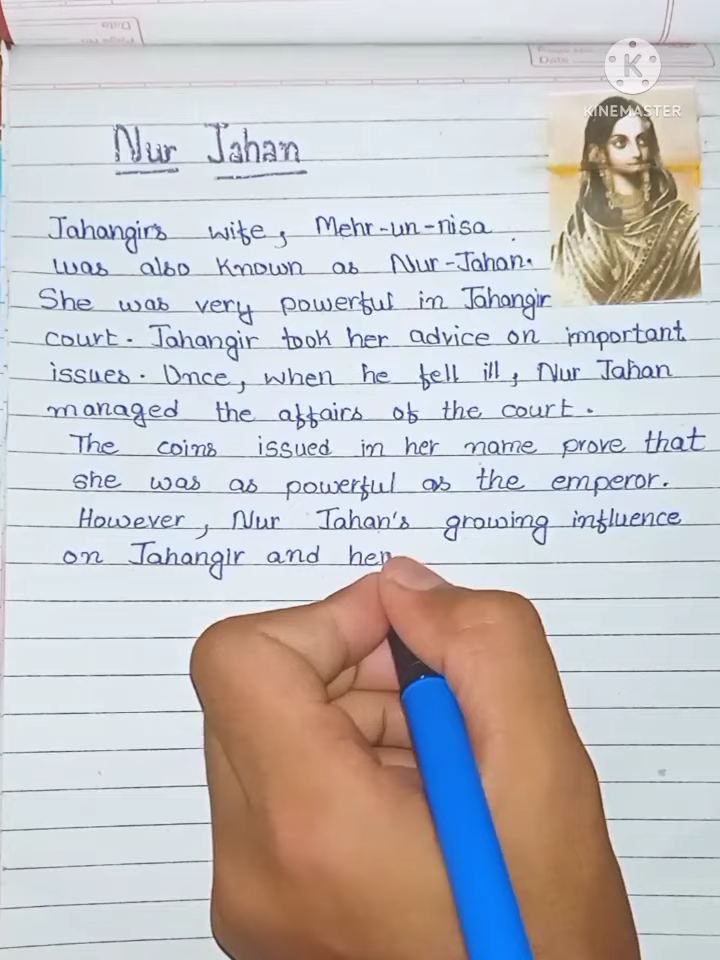 Date
Date
KINEMASTER
Nur Jahan
Jahangirs wife, Mehr-un-nisa
was also known as Nur-Jahan.
She was very powerful in Jahangir
court. Jahangir took her advice on important
issues. Once, when he fell ill, Nur Jahan
managed the affairs of the court.
The coins issued in her name prove that
she was as powerful as the emperor.
However, Nur Jahan's growing influence
on Jahangir and her